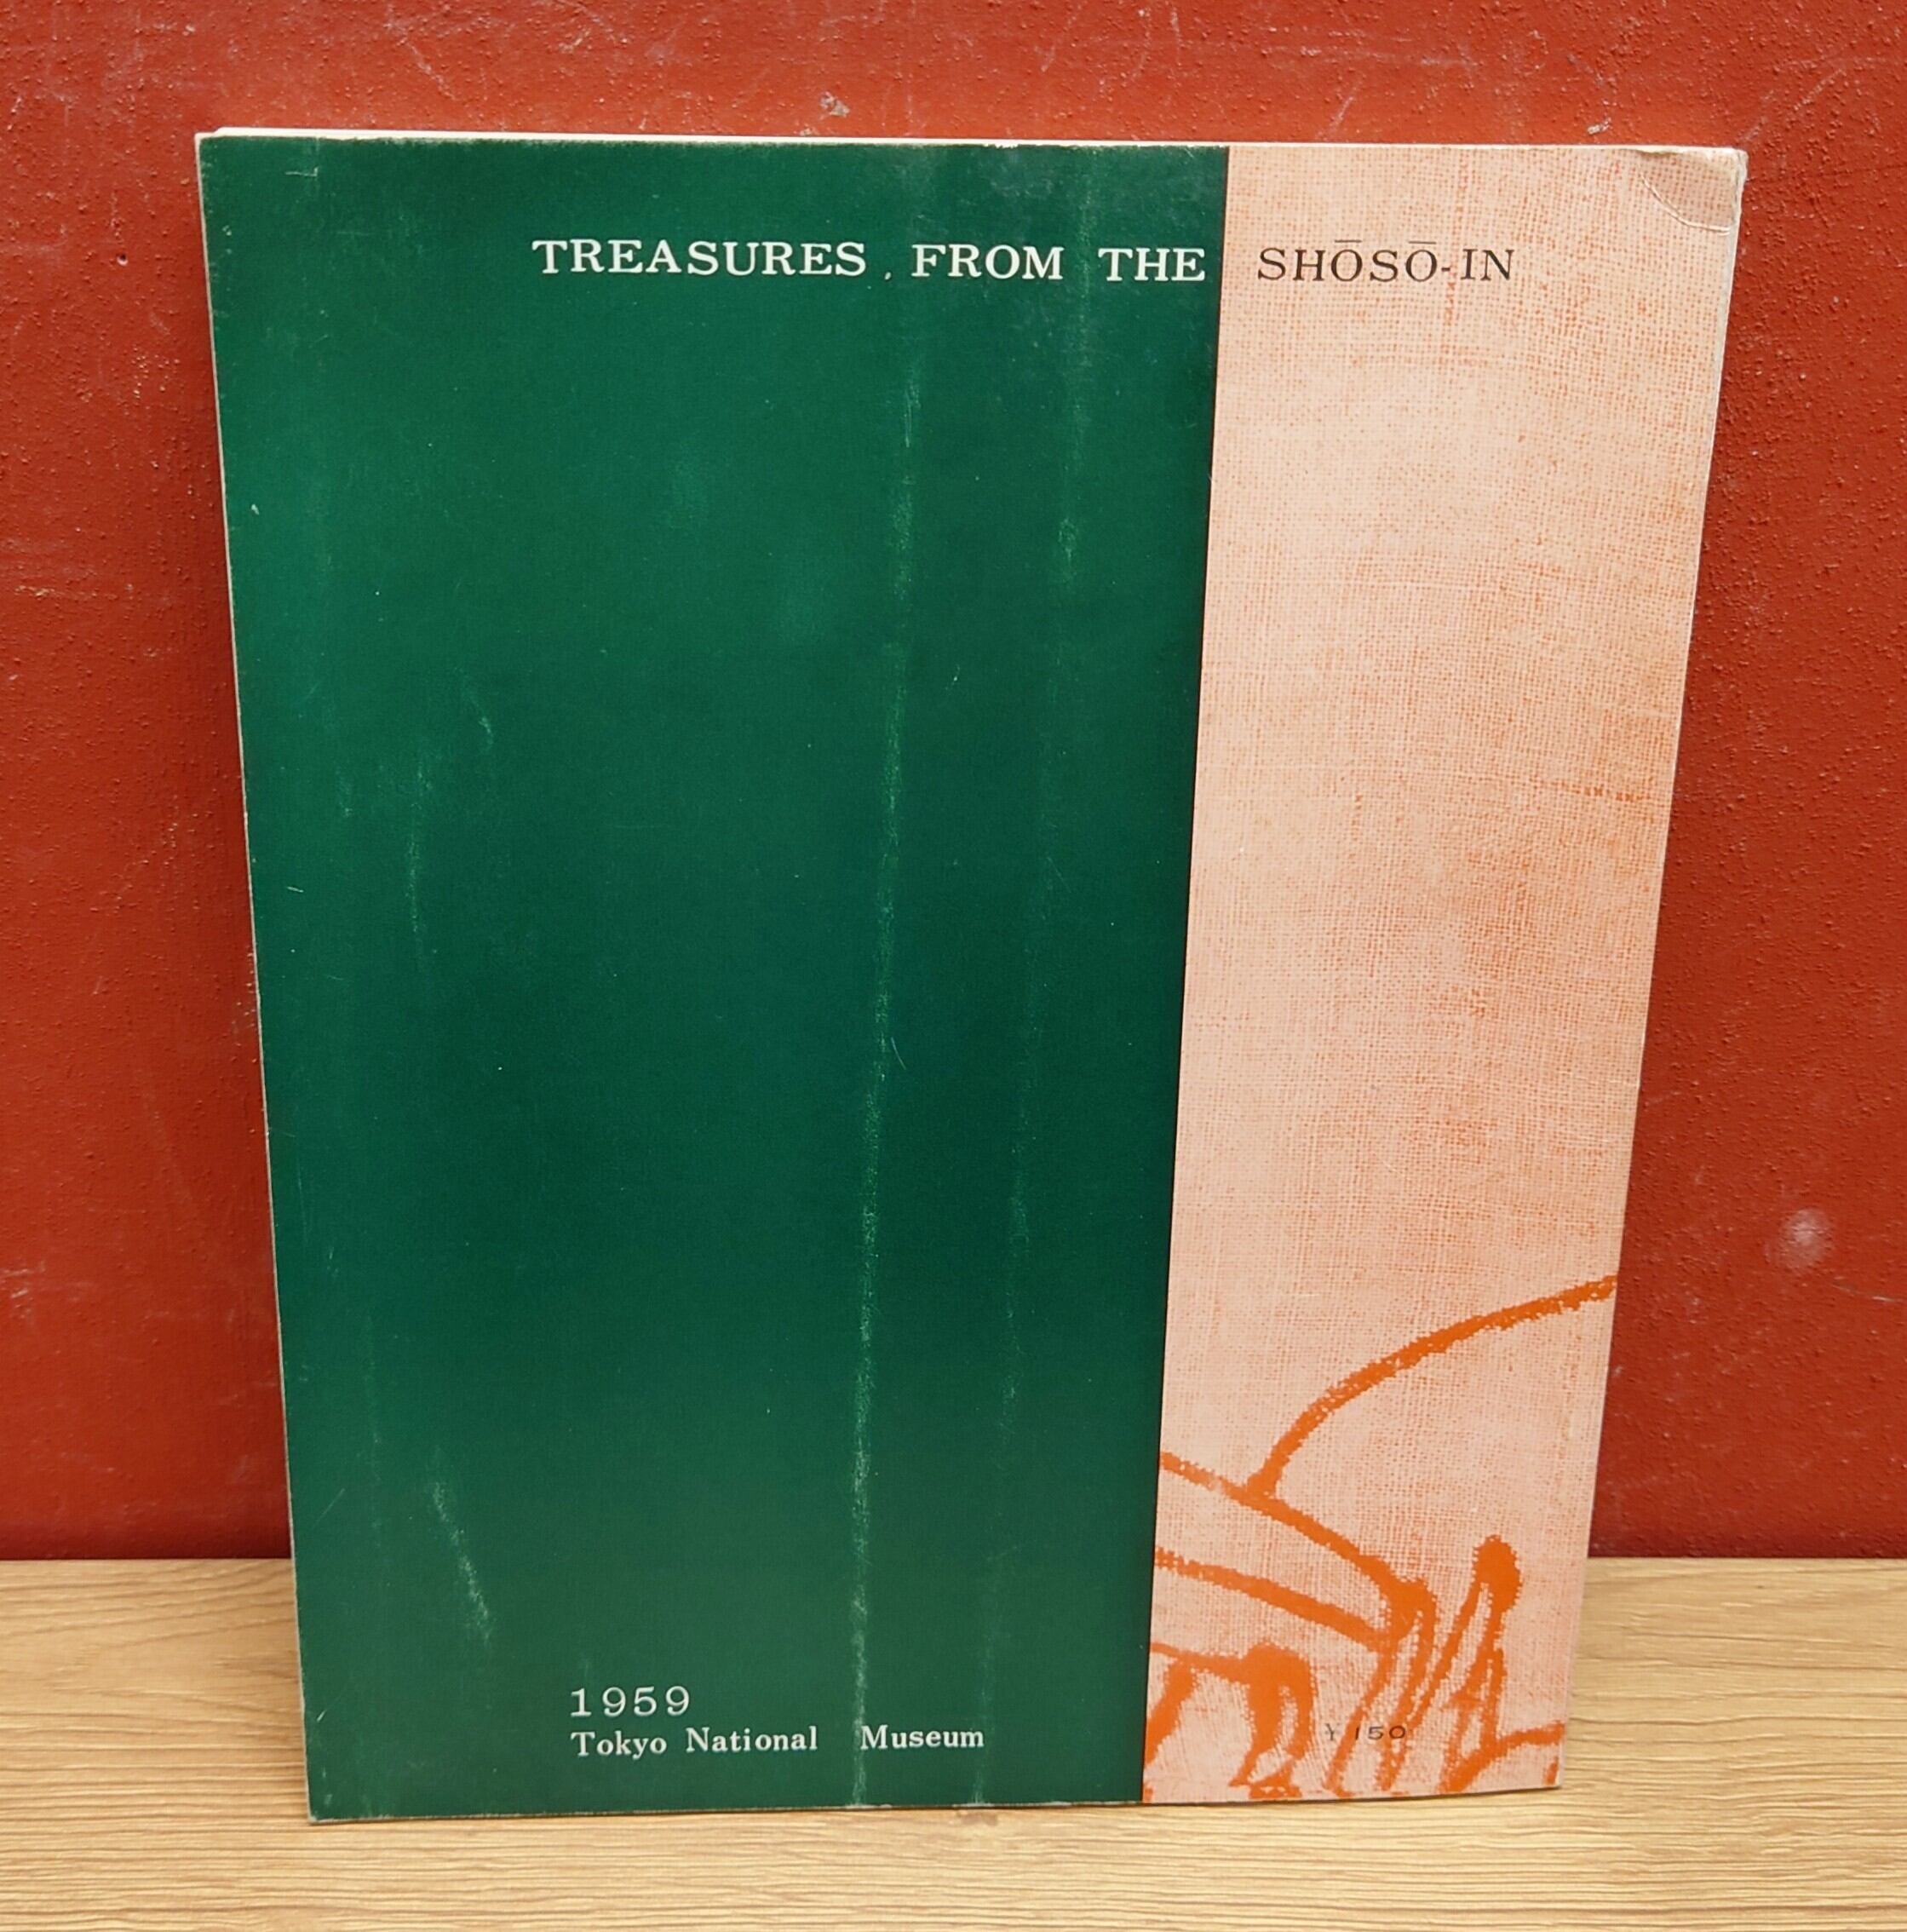 TREASURES FROM THE SHŌSŌ-IN
1959
Tokyo National Museum
¥150